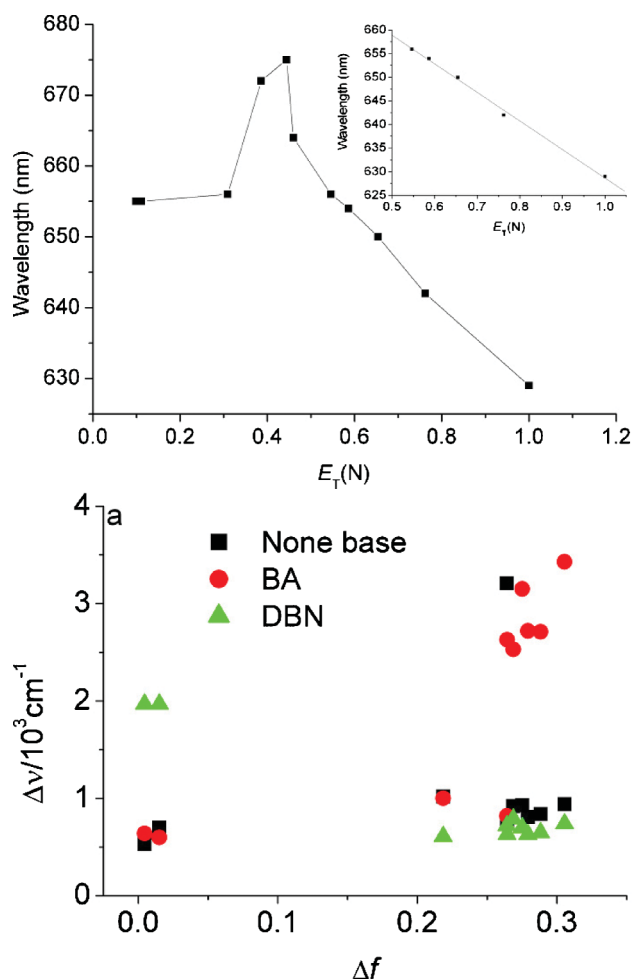 680
670
660
650
640
630
Wavelength (nm)
0.0 0.2 0.4 0.6 0.8 1.0 1.2
E_T(N)
660
655
650
645
640
635
630
625
Wavelength (nm)
0.5 0.6 0.7 0.8 0.9 1.0
E_T(N)
a
None base
BA
DBN
4
3
2
1
0
Δν/10³cm⁻¹
0.0 0.1 0.2 0.3
Δf